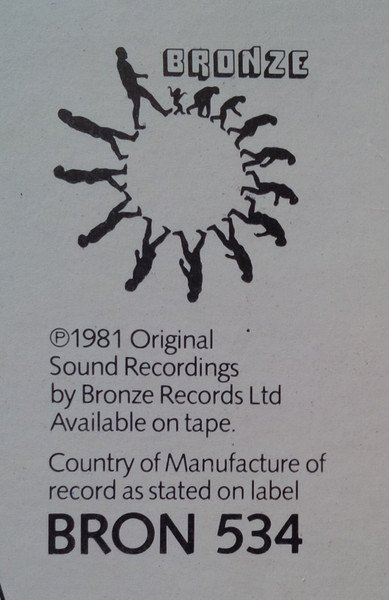 BRONZE
℗1981 Original
Sound Recordings
by Bronze Records Ltd
Available on tape.
Country of Manufacture of
record as stated on label
BRON 534